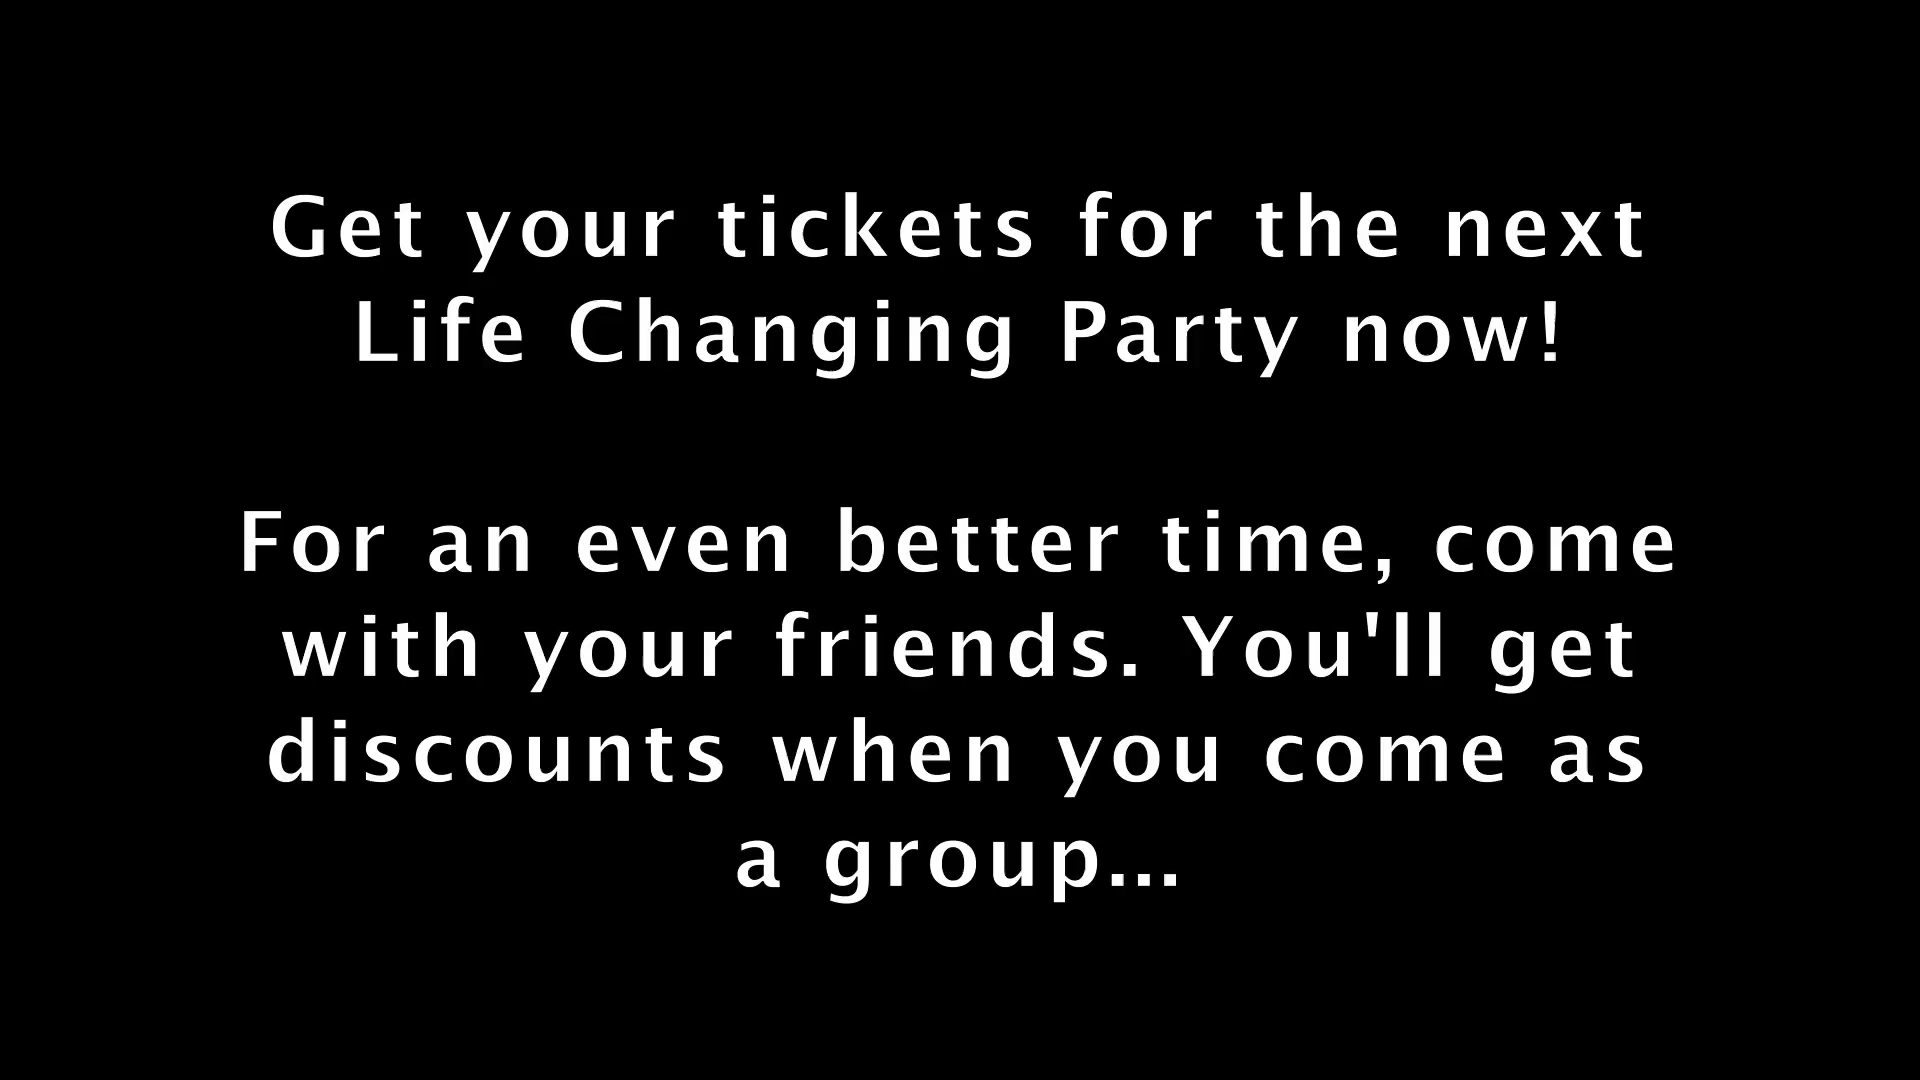 Get your tickets for the next
Life Changing Party now!
For an even better time, come
with your friends. You'll get
discounts when you come as
a group...